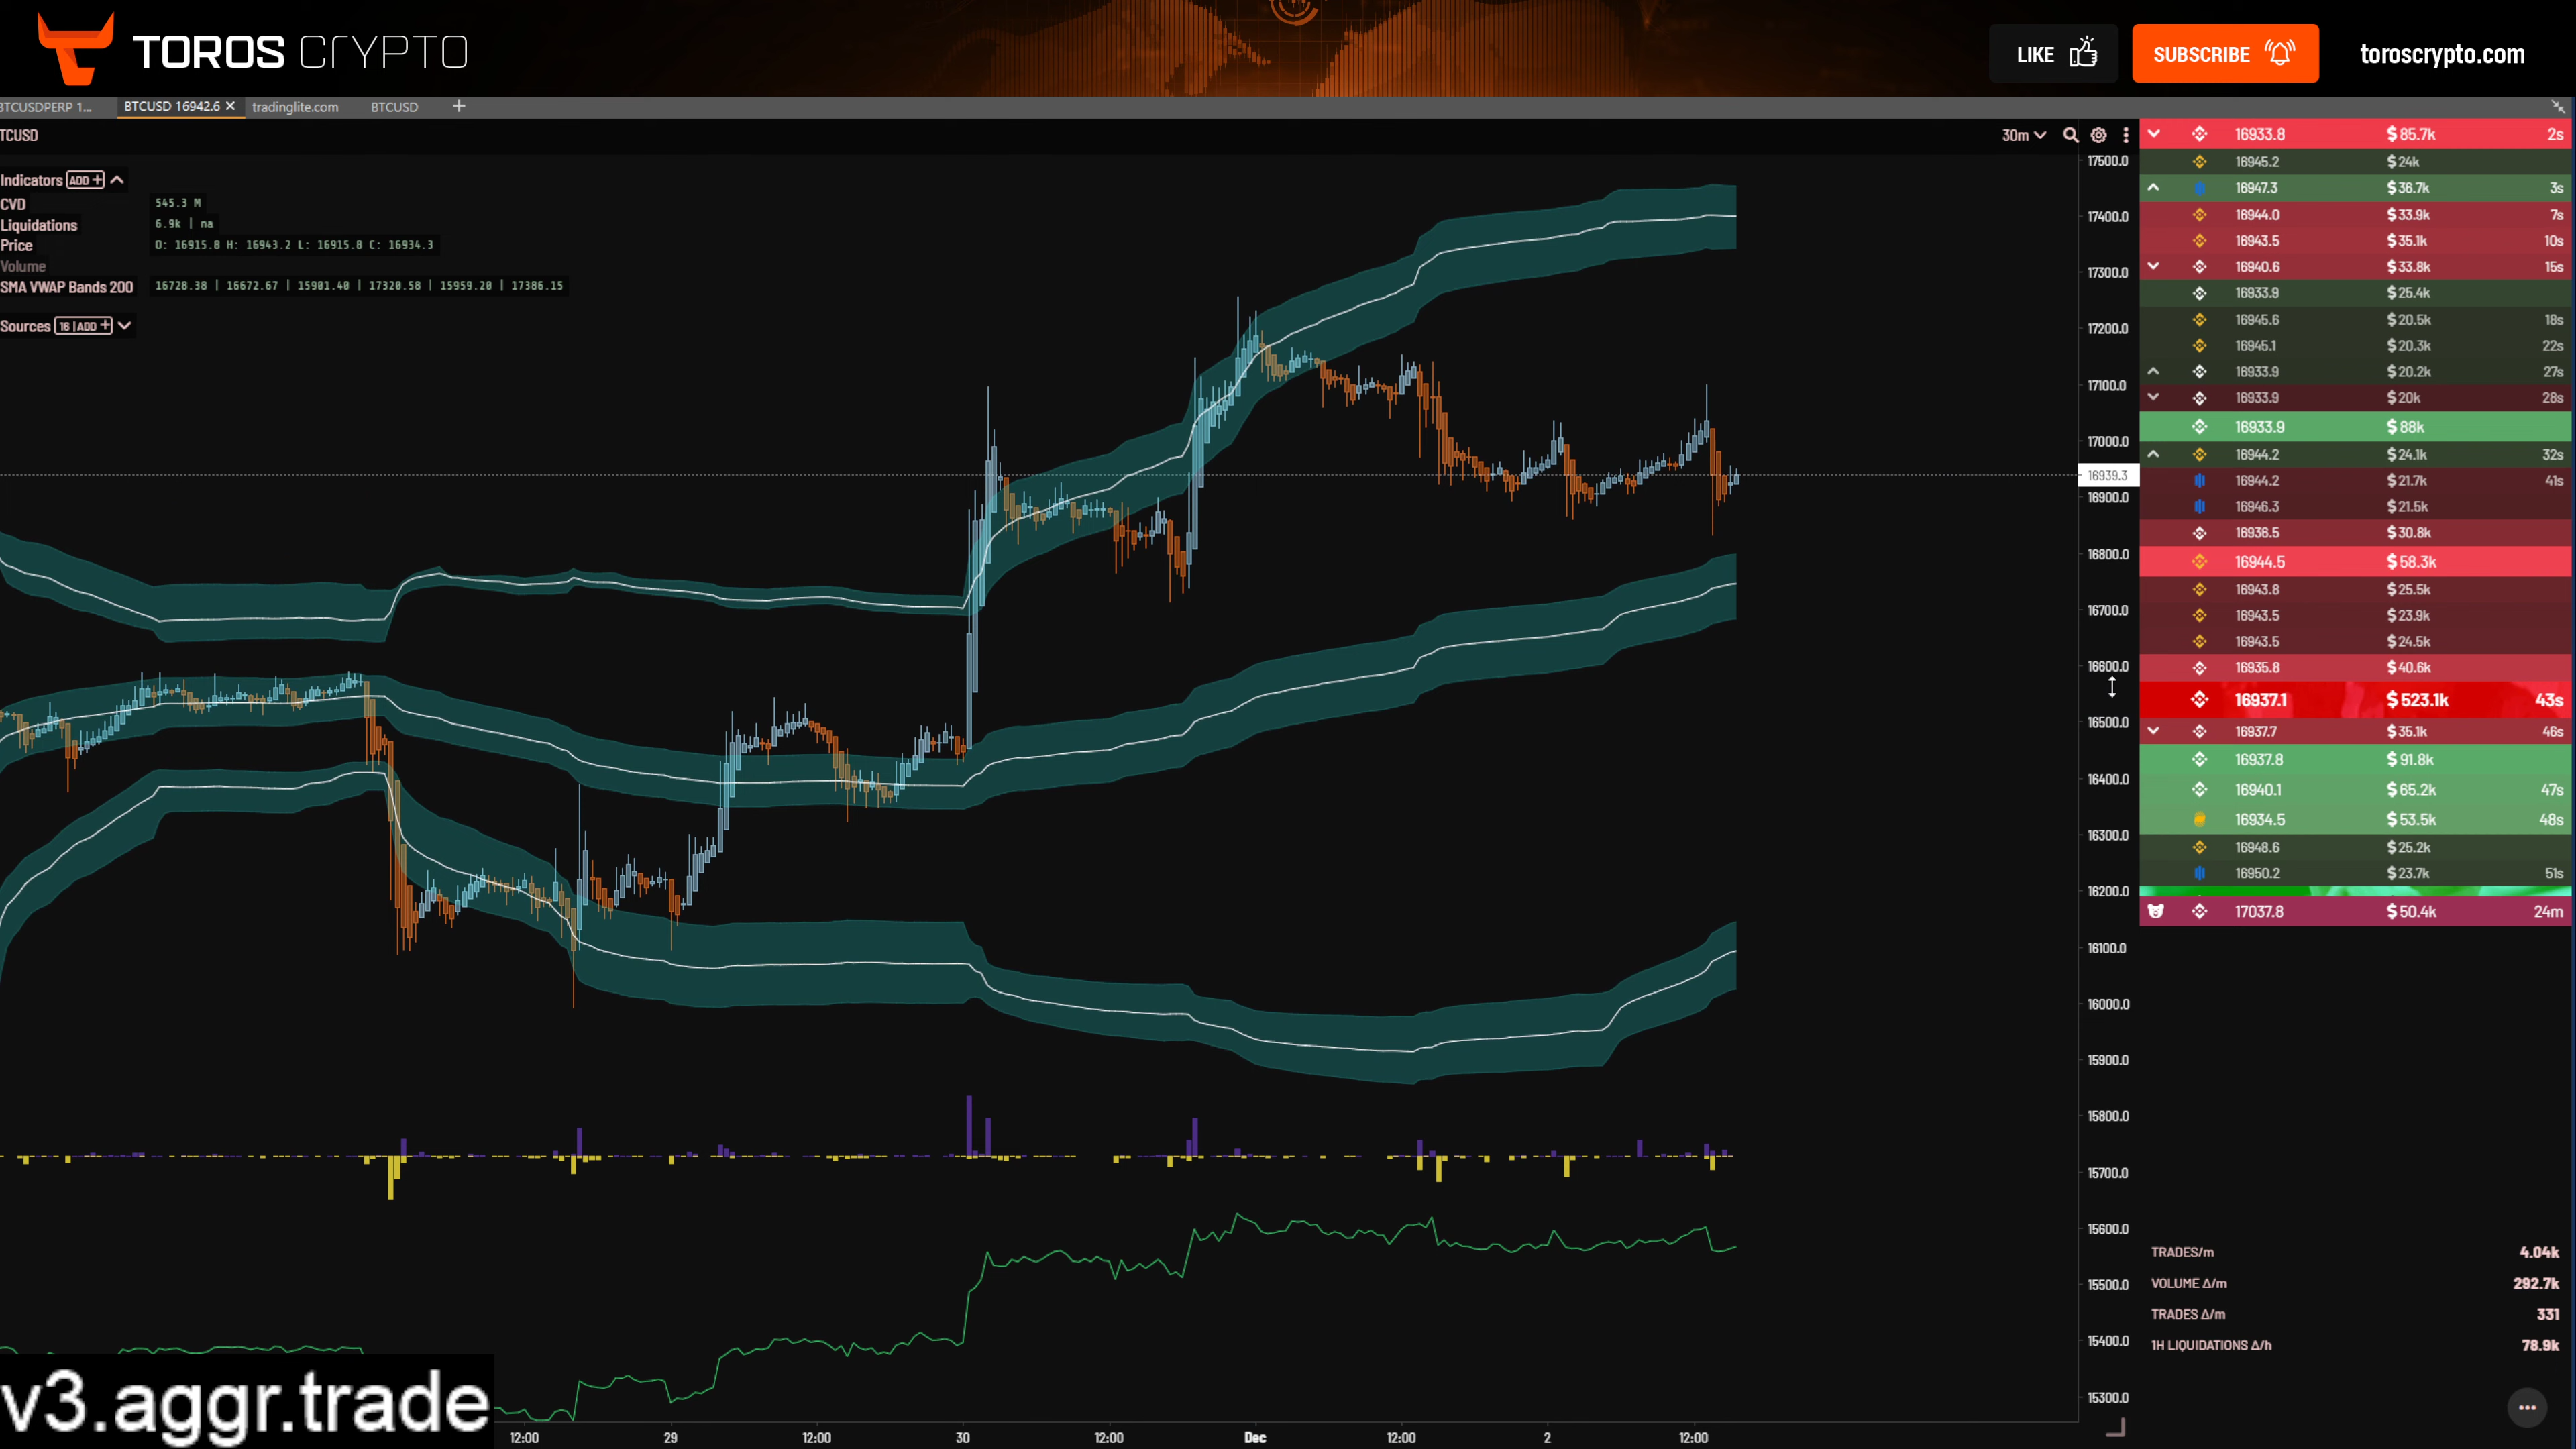 TOROS CRYPTO
LIKE
SUBSCRIBE
toroscrypto.com
BTCUSDPERP 1...
BTCUSD 16942.6 ×
tradinglite.com
BTCUSD
+
TCUSD
30m
Indicators ADD +
CVD 545.3 M
Liquidations 6.9k | na
Price O: 16915.8 H: 16943.2 L: 16915.8 C: 16934.3
Volume
SMA VWAP Bands 200 16728.38 | 16672.67 | 15901.40 | 17320.58 | 15959.20 | 17386.15
Sources 16 | ADD +
17500.0
17400.0
17300.0
17200.0
17100.0
17000.0
16939.3
16900.0
16800.0
16700.0
16600.0
16500.0
16400.0
16300.0
16200.0
16100.0
16000.0
15900.0
15800.0
15700.0
15600.0
15500.0
15400.0
15300.0
16933.8 $85.7k 2s
16945.2 $24k
16947.3 $36.7k 3s
16944.0 $33.9k 7s
16943.5 $35.1k 10s
16940.6 $33.8k 15s
16933.9 $25.4k
16945.6 $20.5k 18s
16945.1 $20.3k 22s
16933.9 $20.2k 27s
16933.9 $20k 28s
16933.9 $88k
16944.2 $24.1k 32s
16944.2 $21.7k 41s
16946.3 $21.5k
16936.5 $30.8k
16944.5 $58.3k
16943.8 $25.5k
16943.5 $23.9k
16943.5 $24.5k
16935.8 $40.6k
16937.1 $523.1k 43s
16937.7 $35.1k 46s
16937.8 $91.8k
16940.1 $65.2k 47s
16934.5 $53.5k 48s
16948.6 $25.2k
16950.2 $23.7k 51s
17037.8 $50.4k 24m
TRADES/m 4.04k
VOLUME Δ/m 292.7k
TRADES Δ/m 331
1H LIQUIDATIONS Δ/h 78.9k
v3.aggr.trade
12:00 29 12:00 30 12:00 Dec 12:00 2 12:00